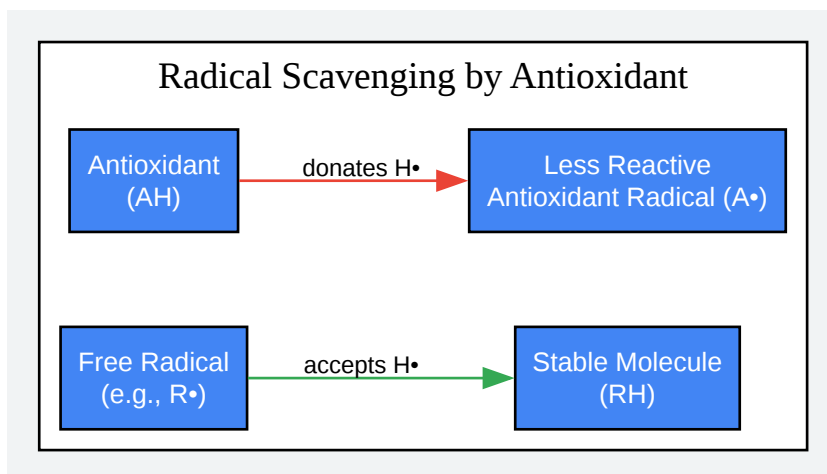 Radical Scavenging by Antioxidant
Antioxidant
(AH)
donates H•
Less Reactive
Antioxidant Radical (A•)
Free Radical
(e.g., R•)
accepts H•
Stable Molecule
(RH)